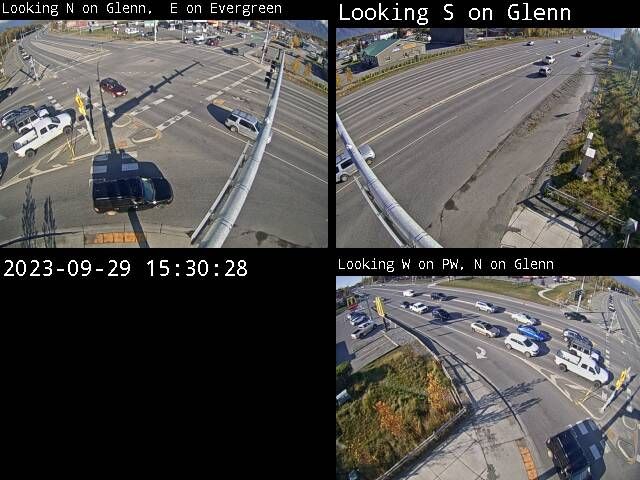 Looking N on Glenn,  E on Evergreen
Looking S on Glenn
2023-09-29 15:30:28
Looking W on PW, N on Glenn